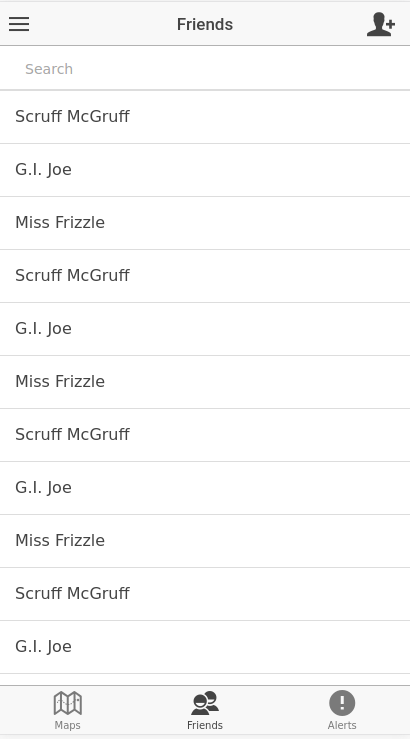 Friends
Search
Scruff McGruff
G.I. Joe
Miss Frizzle
Scruff McGruff
G.I. Joe
Miss Frizzle
Scruff McGruff
G.I. Joe
Miss Frizzle
Scruff McGruff
G.I. Joe
Maps
Friends
Alerts